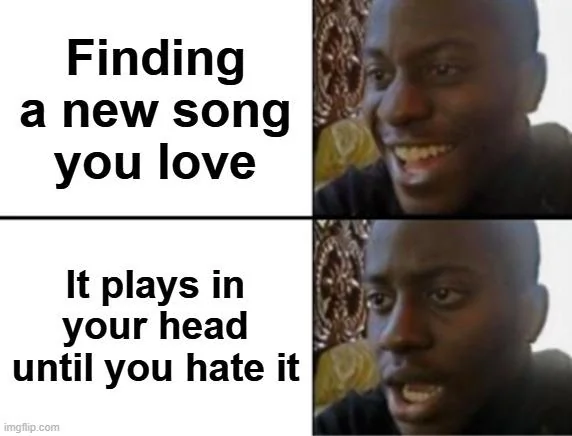 Finding
a new song
you love
It plays in
your head
until you hate it
imgflip.com